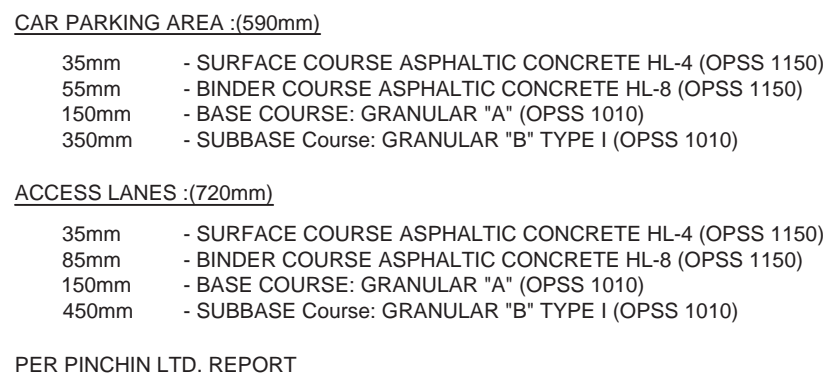 CAR PARKING AREA :(590mm)
35mm - SURFACE COURSE ASPHALTIC CONCRETE HL-4 (OPSS 1150)
55mm - BINDER COURSE ASPHALTIC CONCRETE HL-8 (OPSS 1150)
150mm - BASE COURSE: GRANULAR "A" (OPSS 1010)
350mm - SUBBASE Course: GRANULAR "B" TYPE I (OPSS 1010)
ACCESS LANES :(720mm)
35mm - SURFACE COURSE ASPHALTIC CONCRETE HL-4 (OPSS 1150)
85mm - BINDER COURSE ASPHALTIC CONCRETE HL-8 (OPSS 1150)
150mm - BASE COURSE: GRANULAR "A" (OPSS 1010)
450mm - SUBBASE Course: GRANULAR "B" TYPE I (OPSS 1010)
PER PINCHIN LTD. REPORT